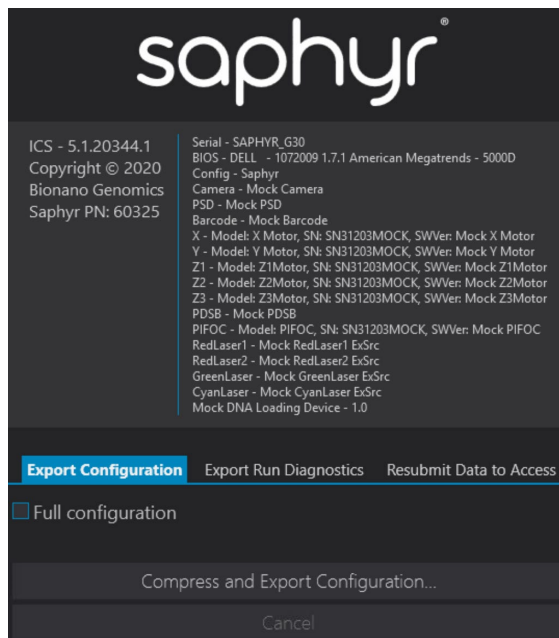 saphyr®
ICS - 5.1.20344.1
Copyright © 2020
Bionano Genomics
Saphyr PN: 60325
Serial - SAPHYR_G30
BIOS - DELL   - 1072009 1.7.1 American Megatrends - 5000D
Config - Saphyr
Camera - Mock Camera
PSD - Mock PSD
Barcode - Mock Barcode
X - Model: X Motor, SN: SN31203MOCK, SWVer: Mock X Motor
Y - Model: Y Motor, SN: SN31203MOCK, SWVer: Mock Y Motor
Z1 - Model: Z1Motor, SN: SN31203MOCK, SWVer: Mock Z1Motor
Z2 - Model: Z2Motor, SN: SN31203MOCK, SWVer: Mock Z2Motor
Z3 - Model: Z3Motor, SN: SN31203MOCK, SWVer: Mock Z3Motor
PDSB - Mock PDSB
PIFOC - Model: PIFOC, SN: SN31203MOCK, SWVer: Mock PIFOC
RedLaser1 - Mock RedLaser1 ExSrc
RedLaser2 - Mock RedLaser2 ExSrc
GreenLaser - Mock GreenLaser ExSrc
CyanLaser - Mock CyanLaser ExSrc
Mock DNA Loading Device - 1.0
Export Configuration Export Run Diagnostics Resubmit Data to Access
Full configuration
Compress and Export Configuration...
Cancel